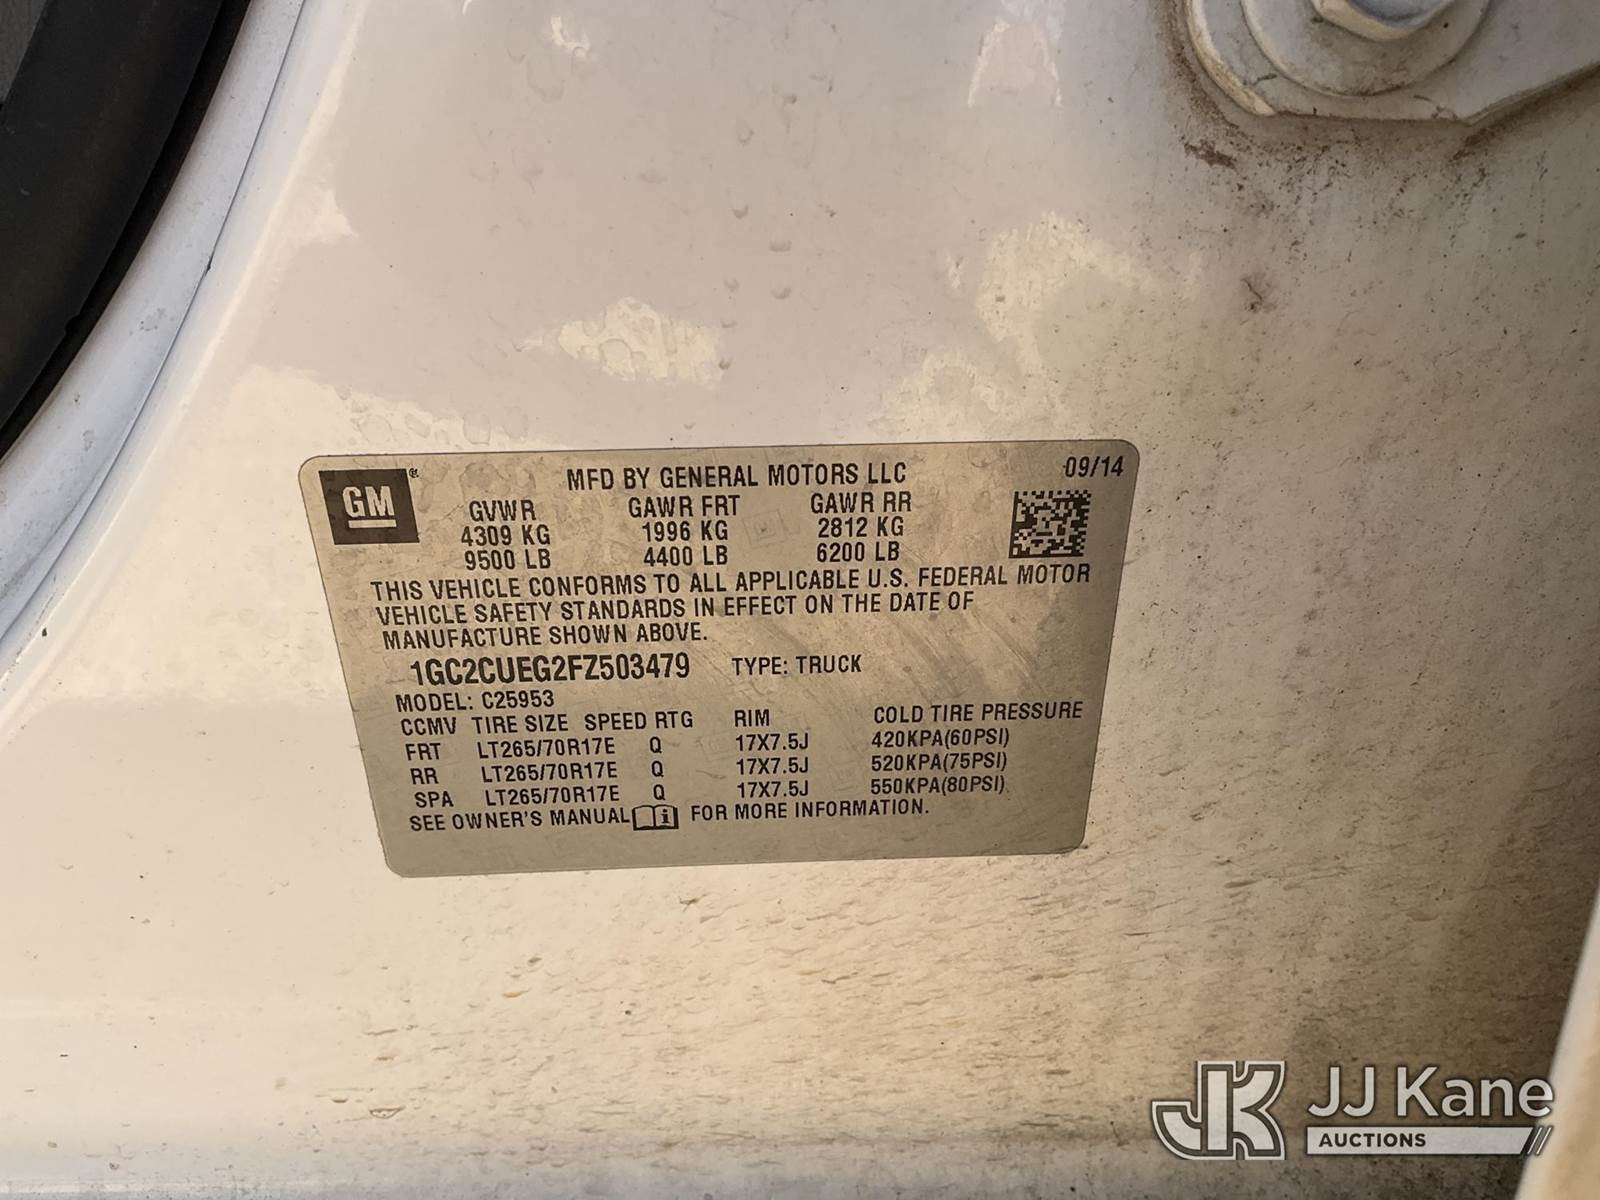 GM®
MFD BY GENERAL MOTORS LLC 09/14
GVWR GAWR FRT GAWR RR
4309 KG 1996 KG 2812 KG
9500 LB 4400 LB 6200 LB
THIS VEHICLE CONFORMS TO ALL APPLICABLE U.S. FEDERAL MOTOR
VEHICLE SAFETY STANDARDS IN EFFECT ON THE DATE OF
MANUFACTURE SHOWN ABOVE.
1GC2CUEG2FZ503479 TYPE: TRUCK
MODEL: C25953
CCMV TIRE SIZE SPEED RTG RIM COLD TIRE PRESSURE
FRT LT265/70R17E Q 17X7.5J 420KPA(60PSI)
RR LT265/70R17E Q 17X7.5J 520KPA(75PSI)
SPA LT265/70R17E Q 17X7.5J 550KPA(80PSI)
SEE OWNER'S MANUAL FOR MORE INFORMATION.
JK JJ Kane
AUCTIONS